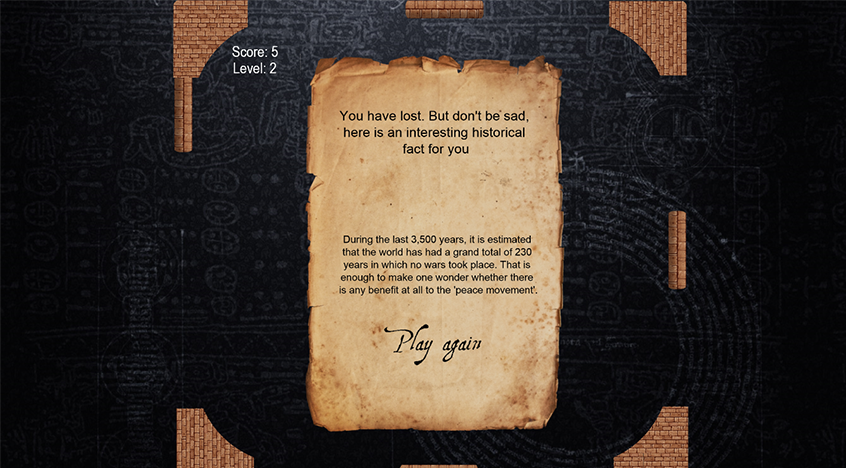 Score: 5
Level: 2
You have lost. But don't be sad,
here is an interesting historical
fact for you
During the last 3,500 years, it is estimated
that the world has had a grand total of 230
years in which no wars took place. That is
enough to make one wonder whether there
is any benefit at all to the 'peace movement'.
Play again